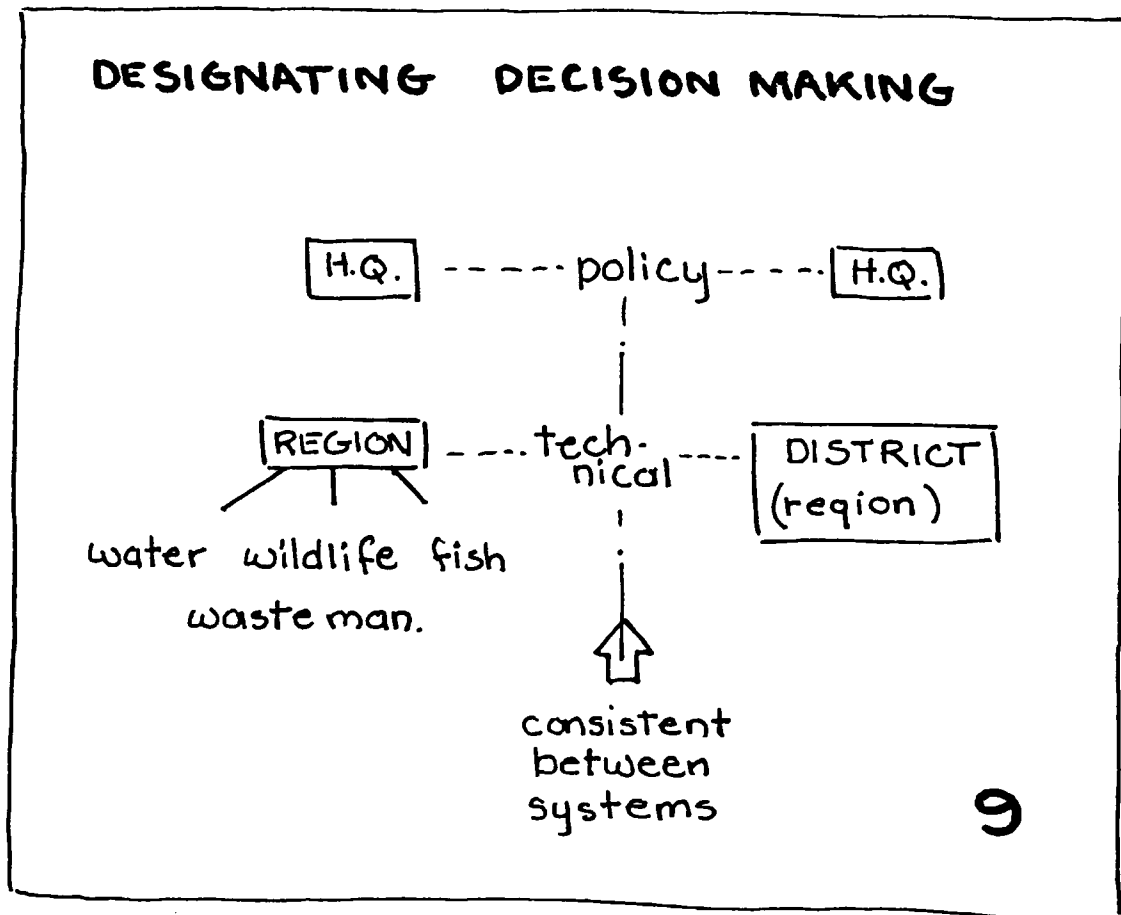 DESIGNATING DECISION MAKING
H.Q. policy H.Q.
REGION tech- DISTRICT
nical (region)
water wildlife fish
waste man.
consistent
between
systems
9